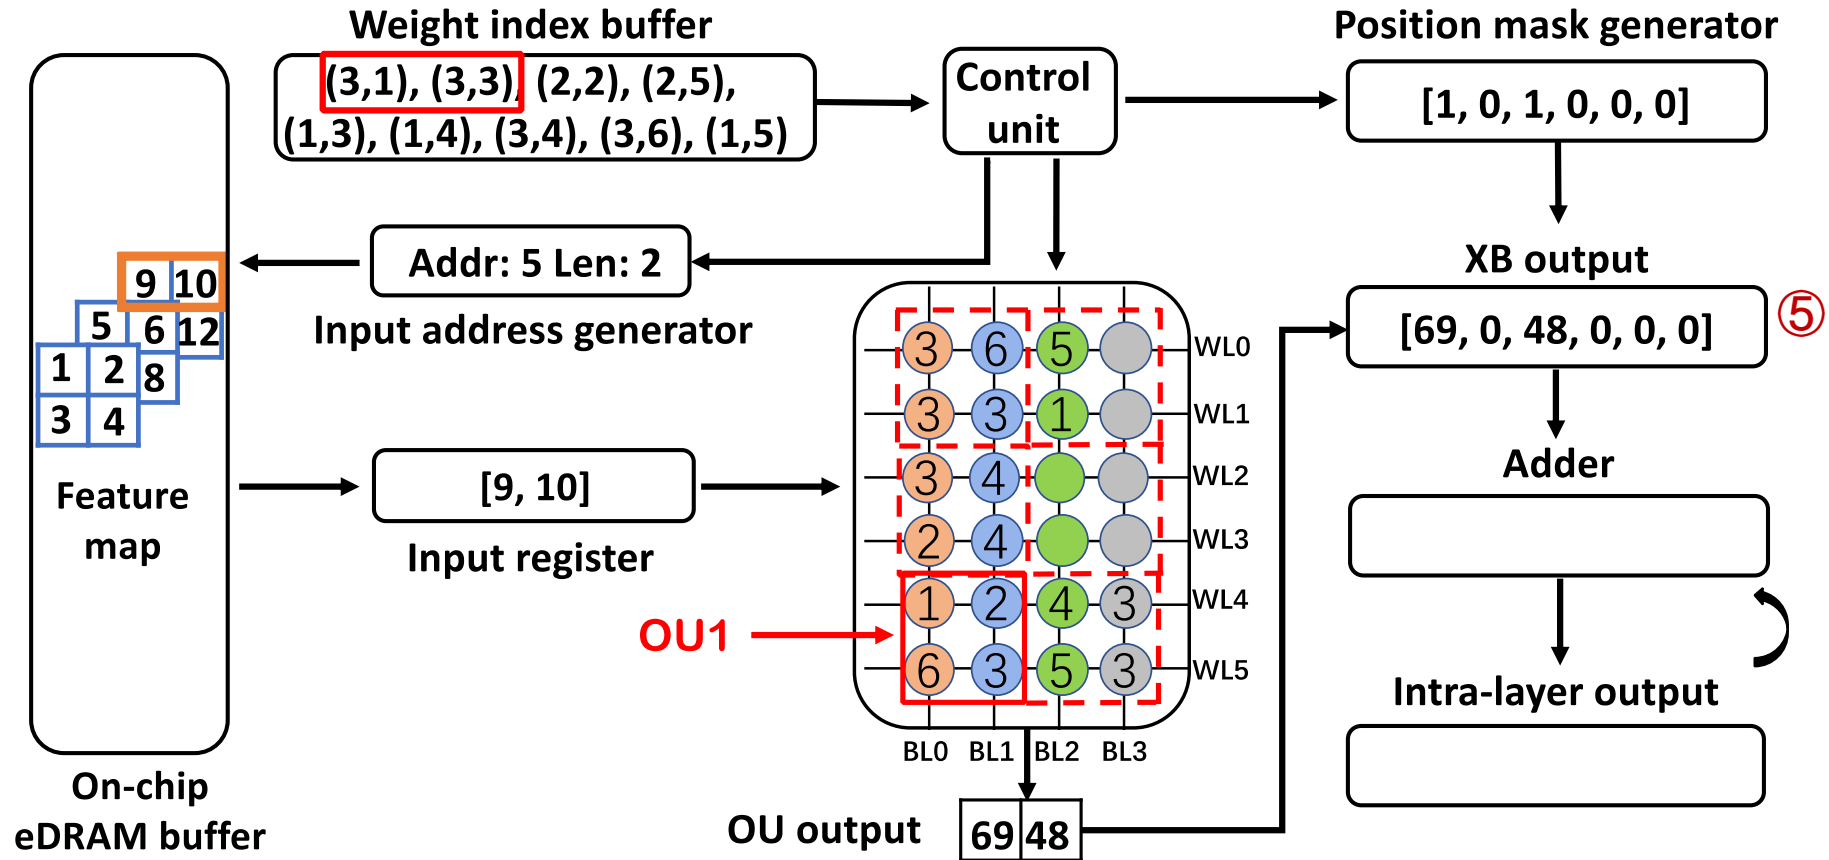 Weight index buffer
(3,1), (3,3), (2,2), (2,5),
(1,3), (1,4), (3,4), (3,6), (1,5)
Control
unit
Position mask generator
[1, 0, 1, 0, 0, 0]
Addr: 5 Len: 2
Input address generator
9 10
5 6 12
1 2 8
3 4
Feature
map
On-chip
eDRAM buffer
[9, 10]
Input register
OU1
3 6 5 WL0
3 3 1 WL1
3 4 WL2
2 4 WL3
1 2 4 3 WL4
6 3 5 3 WL5
BL0 BL1 BL2 BL3
OU output
69 48
XB output
[69, 0, 48, 0, 0, 0]
⑤
Adder
Intra-layer output